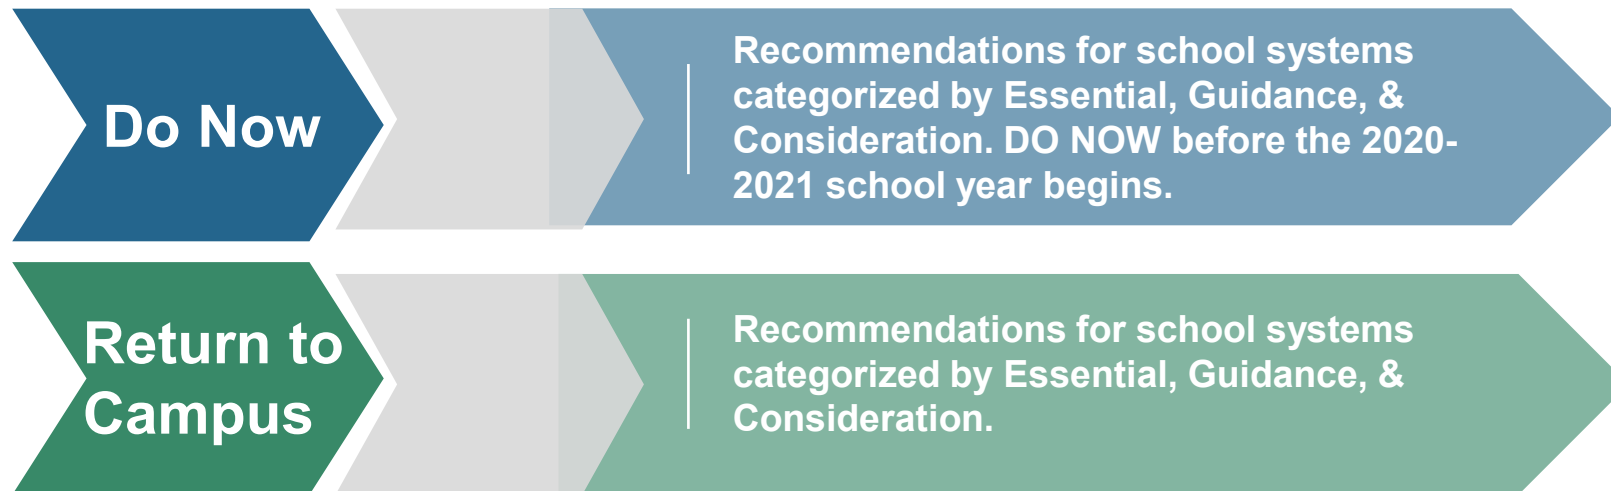 Do Now
Recommendations for school systems
categorized by Essential, Guidance, &
Consideration. DO NOW before the 2020-
2021 school year begins.
Return to
Campus
Recommendations for school systems
categorized by Essential, Guidance, &
Consideration.